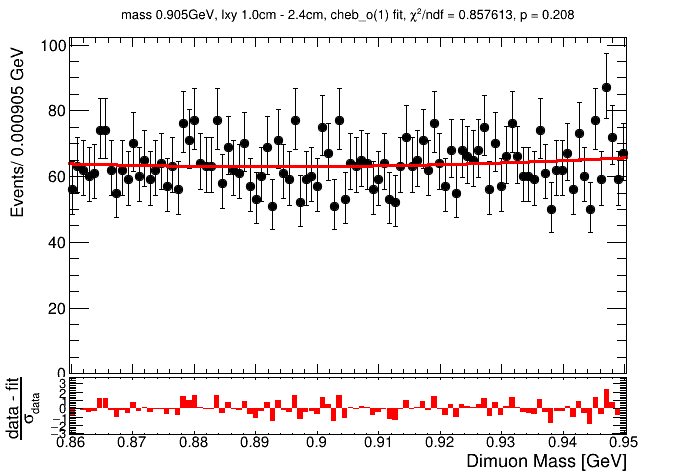 mass 0.905GeV, lxy 1.0cm - 2.4cm, cheb_o(1) fit, χ²/ndf = 0.857613, p = 0.208
Events/ 0.000905 GeV
100
80
60
40
20
0
data - fit
σdata
3
2
1
0
−1
−2
−3
0.86 0.87 0.88 0.89 0.9 0.91 0.92 0.93 0.94 0.95
Dimuon Mass [GeV]